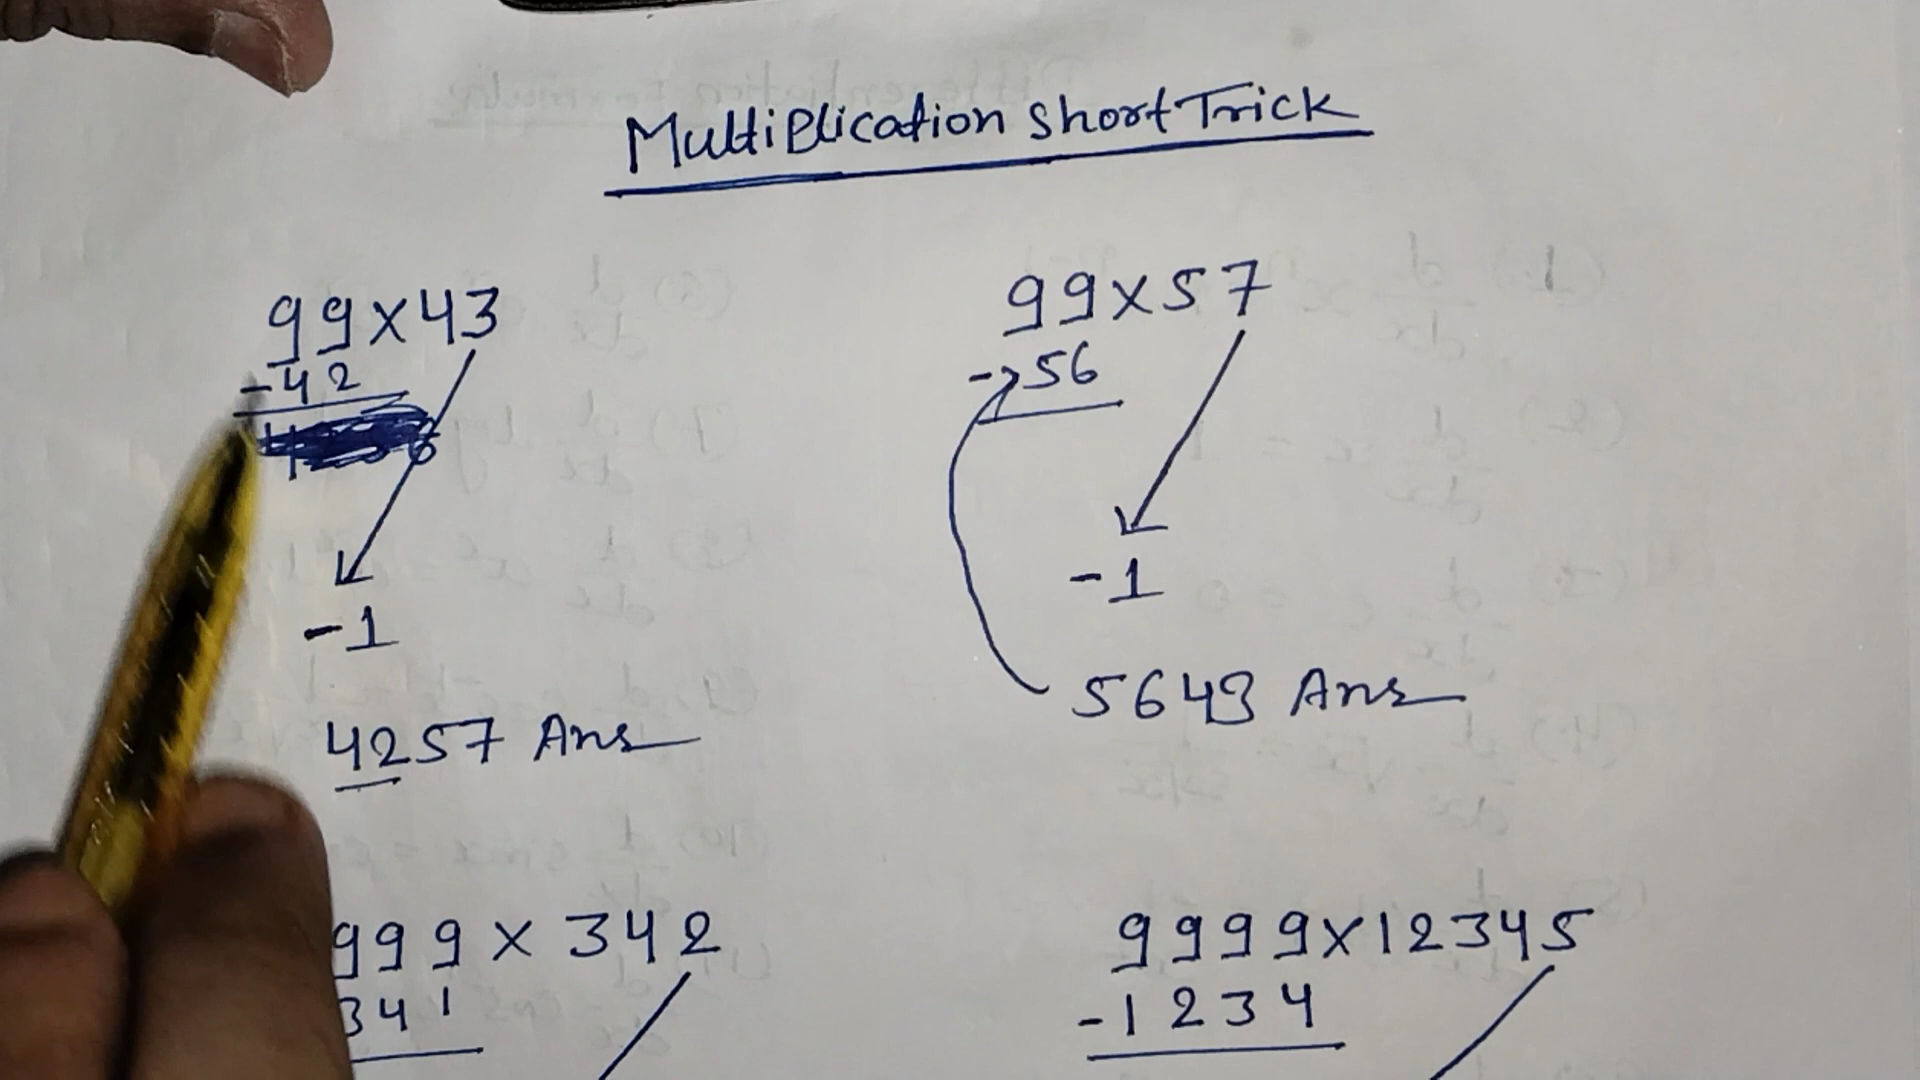 Multiplication short Trick
99x43
-42
-1
4257 Ans
99x57
-56
-1
5643 Ans
999 x 342
341
9999x12345
-1234